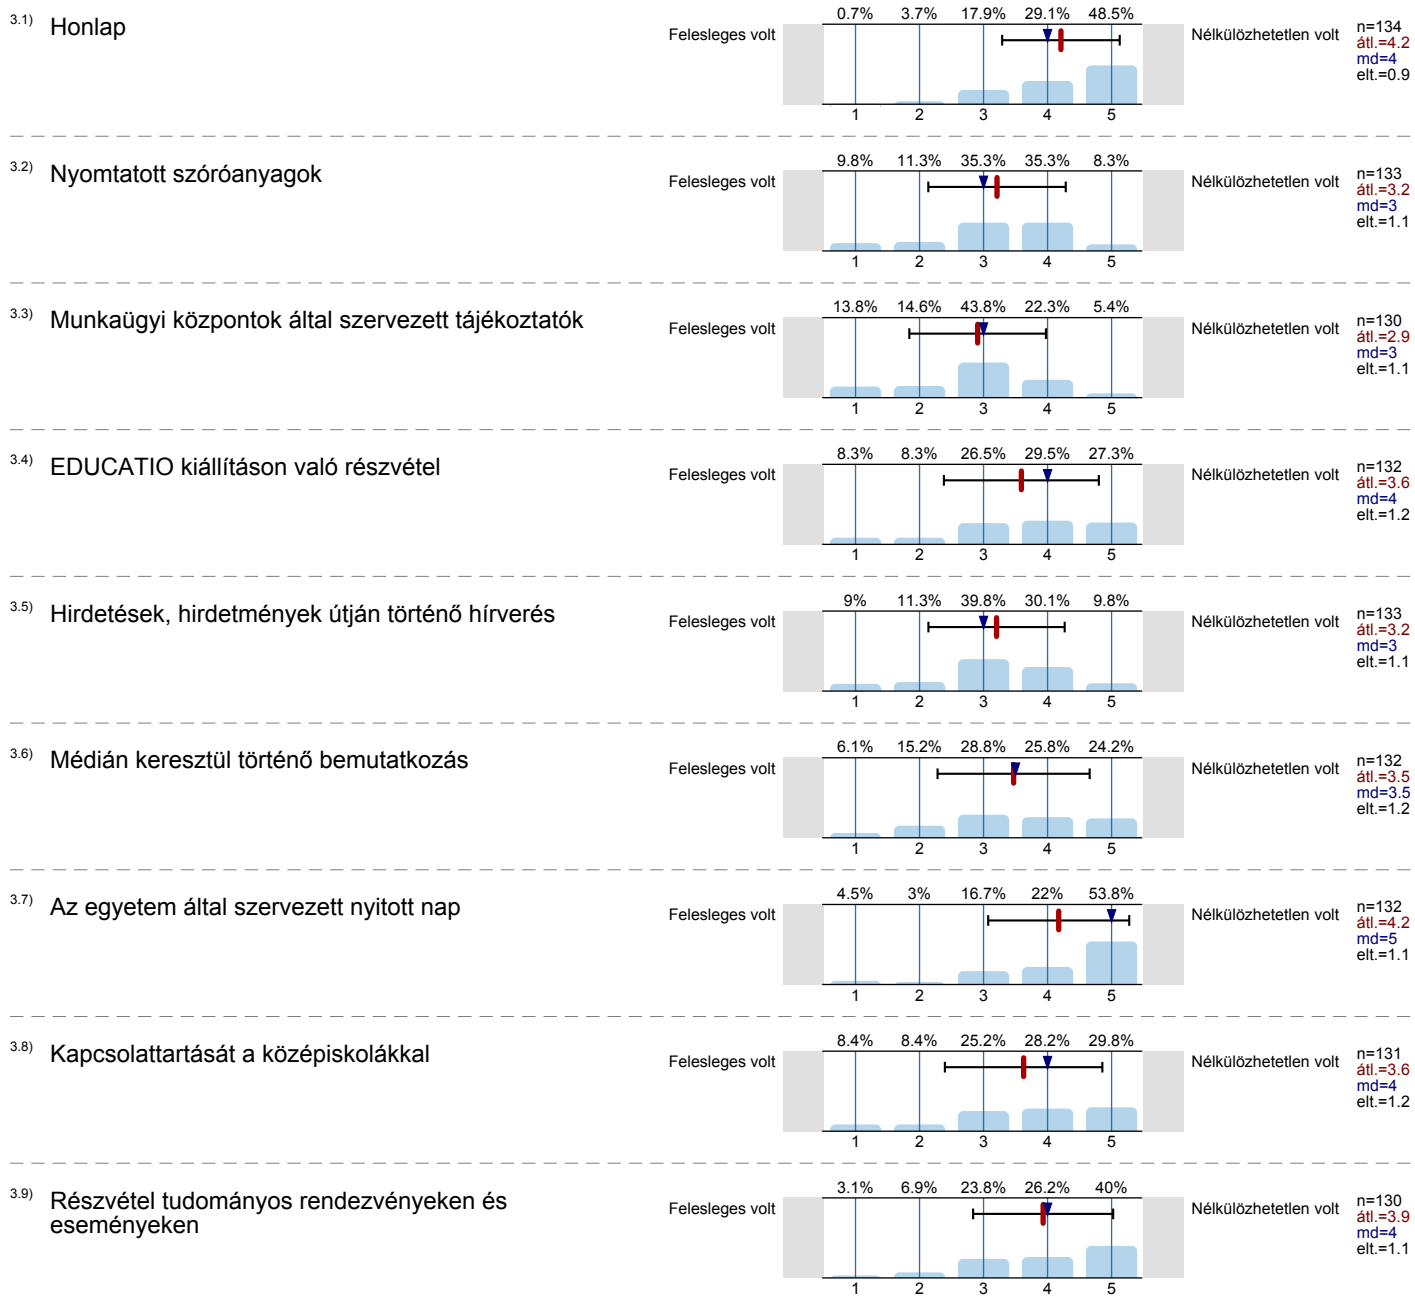 3.1) Honlap
0.7% 3.7% 17.9% 29.1% 48.5%
Felesleges volt
Nélkülözhetetlen volt
n=134
átl.=4.2
md=4
elt.=0.9
1 2 3 4 5
3.2) Nyomtatott szóróanyagok
9.8% 11.3% 35.3% 35.3% 8.3%
Felesleges volt
Nélkülözhetetlen volt
n=133
átl.=3.2
md=3
elt.=1.1
1 2 3 4 5
3.3) Munkaügyi központok által szervezett tájékoztatók
13.8% 14.6% 43.8% 22.3% 5.4%
Felesleges volt
Nélkülözhetetlen volt
n=130
átl.=2.9
md=3
elt.=1.1
1 2 3 4 5
3.4) EDUCATIO kiállításon való részvétel
8.3% 8.3% 26.5% 29.5% 27.3%
Felesleges volt
Nélkülözhetetlen volt
n=132
átl.=3.6
md=4
elt.=1.2
1 2 3 4 5
3.5) Hirdetések, hirdetmények útján történő hírverés
9% 11.3% 39.8% 30.1% 9.8%
Felesleges volt
Nélkülözhetetlen volt
n=133
átl.=3.2
md=3
elt.=1.1
1 2 3 4 5
3.6) Médián keresztül történő bemutatkozás
6.1% 15.2% 28.8% 25.8% 24.2%
Felesleges volt
Nélkülözhetetlen volt
n=132
átl.=3.5
md=3.5
elt.=1.2
1 2 3 4 5
3.7) Az egyetem által szervezett nyitott nap
4.5% 3% 16.7% 22% 53.8%
Felesleges volt
Nélkülözhetetlen volt
n=132
átl.=4.2
md=5
elt.=1.1
1 2 3 4 5
3.8) Kapcsolattartását a középiskolákkal
8.4% 8.4% 25.2% 28.2% 29.8%
Felesleges volt
Nélkülözhetetlen volt
n=131
átl.=3.6
md=4
elt.=1.2
1 2 3 4 5
3.9) Részvétel tudományos rendezvényeken és
eseményeken
3.1% 6.9% 23.8% 26.2% 40%
Felesleges volt
Nélkülözhetetlen volt
n=130
átl.=3.9
md=4
elt.=1.1
1 2 3 4 5